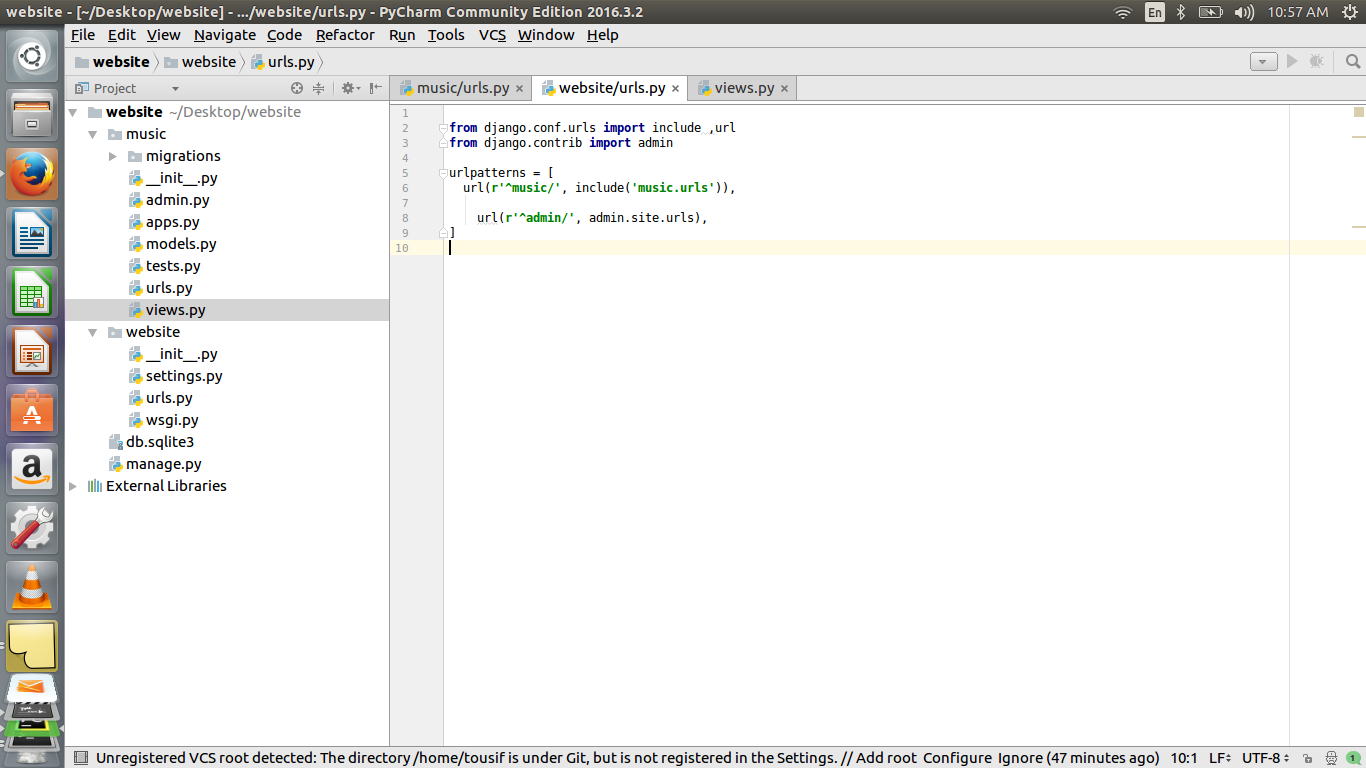 website - [~/Desktop/website] - .../website/urls.py - PyCharm Community Edition 2016.3.2
En
10:57 AM
File Edit View Navigate Code Refactor Run Tools VCS Window Help
website website urls.py
Project
music/urls.py × website/urls.py × views.py ×
website ~/Desktop/website
music
migrations
__init__.py
admin.py
apps.py
models.py
tests.py
urls.py
views.py
website
__init__.py
settings.py
urls.py
wsgi.py
db.sqlite3
manage.py
External Libraries
1
2 from django.conf.urls import include ,url
3 from django.contrib import admin
4
5 urlpatterns = [
6 url(r'^music/', include('music.urls')),
7
8 url(r'^admin/', admin.site.urls),
9 ]
10
a
Unregistered VCS root detected: The directory /home/tousif is under Git, but is not registered in the Settings. // Add root Configure Ignore (47 minutes ago) 10:1 LF UTF-8 1